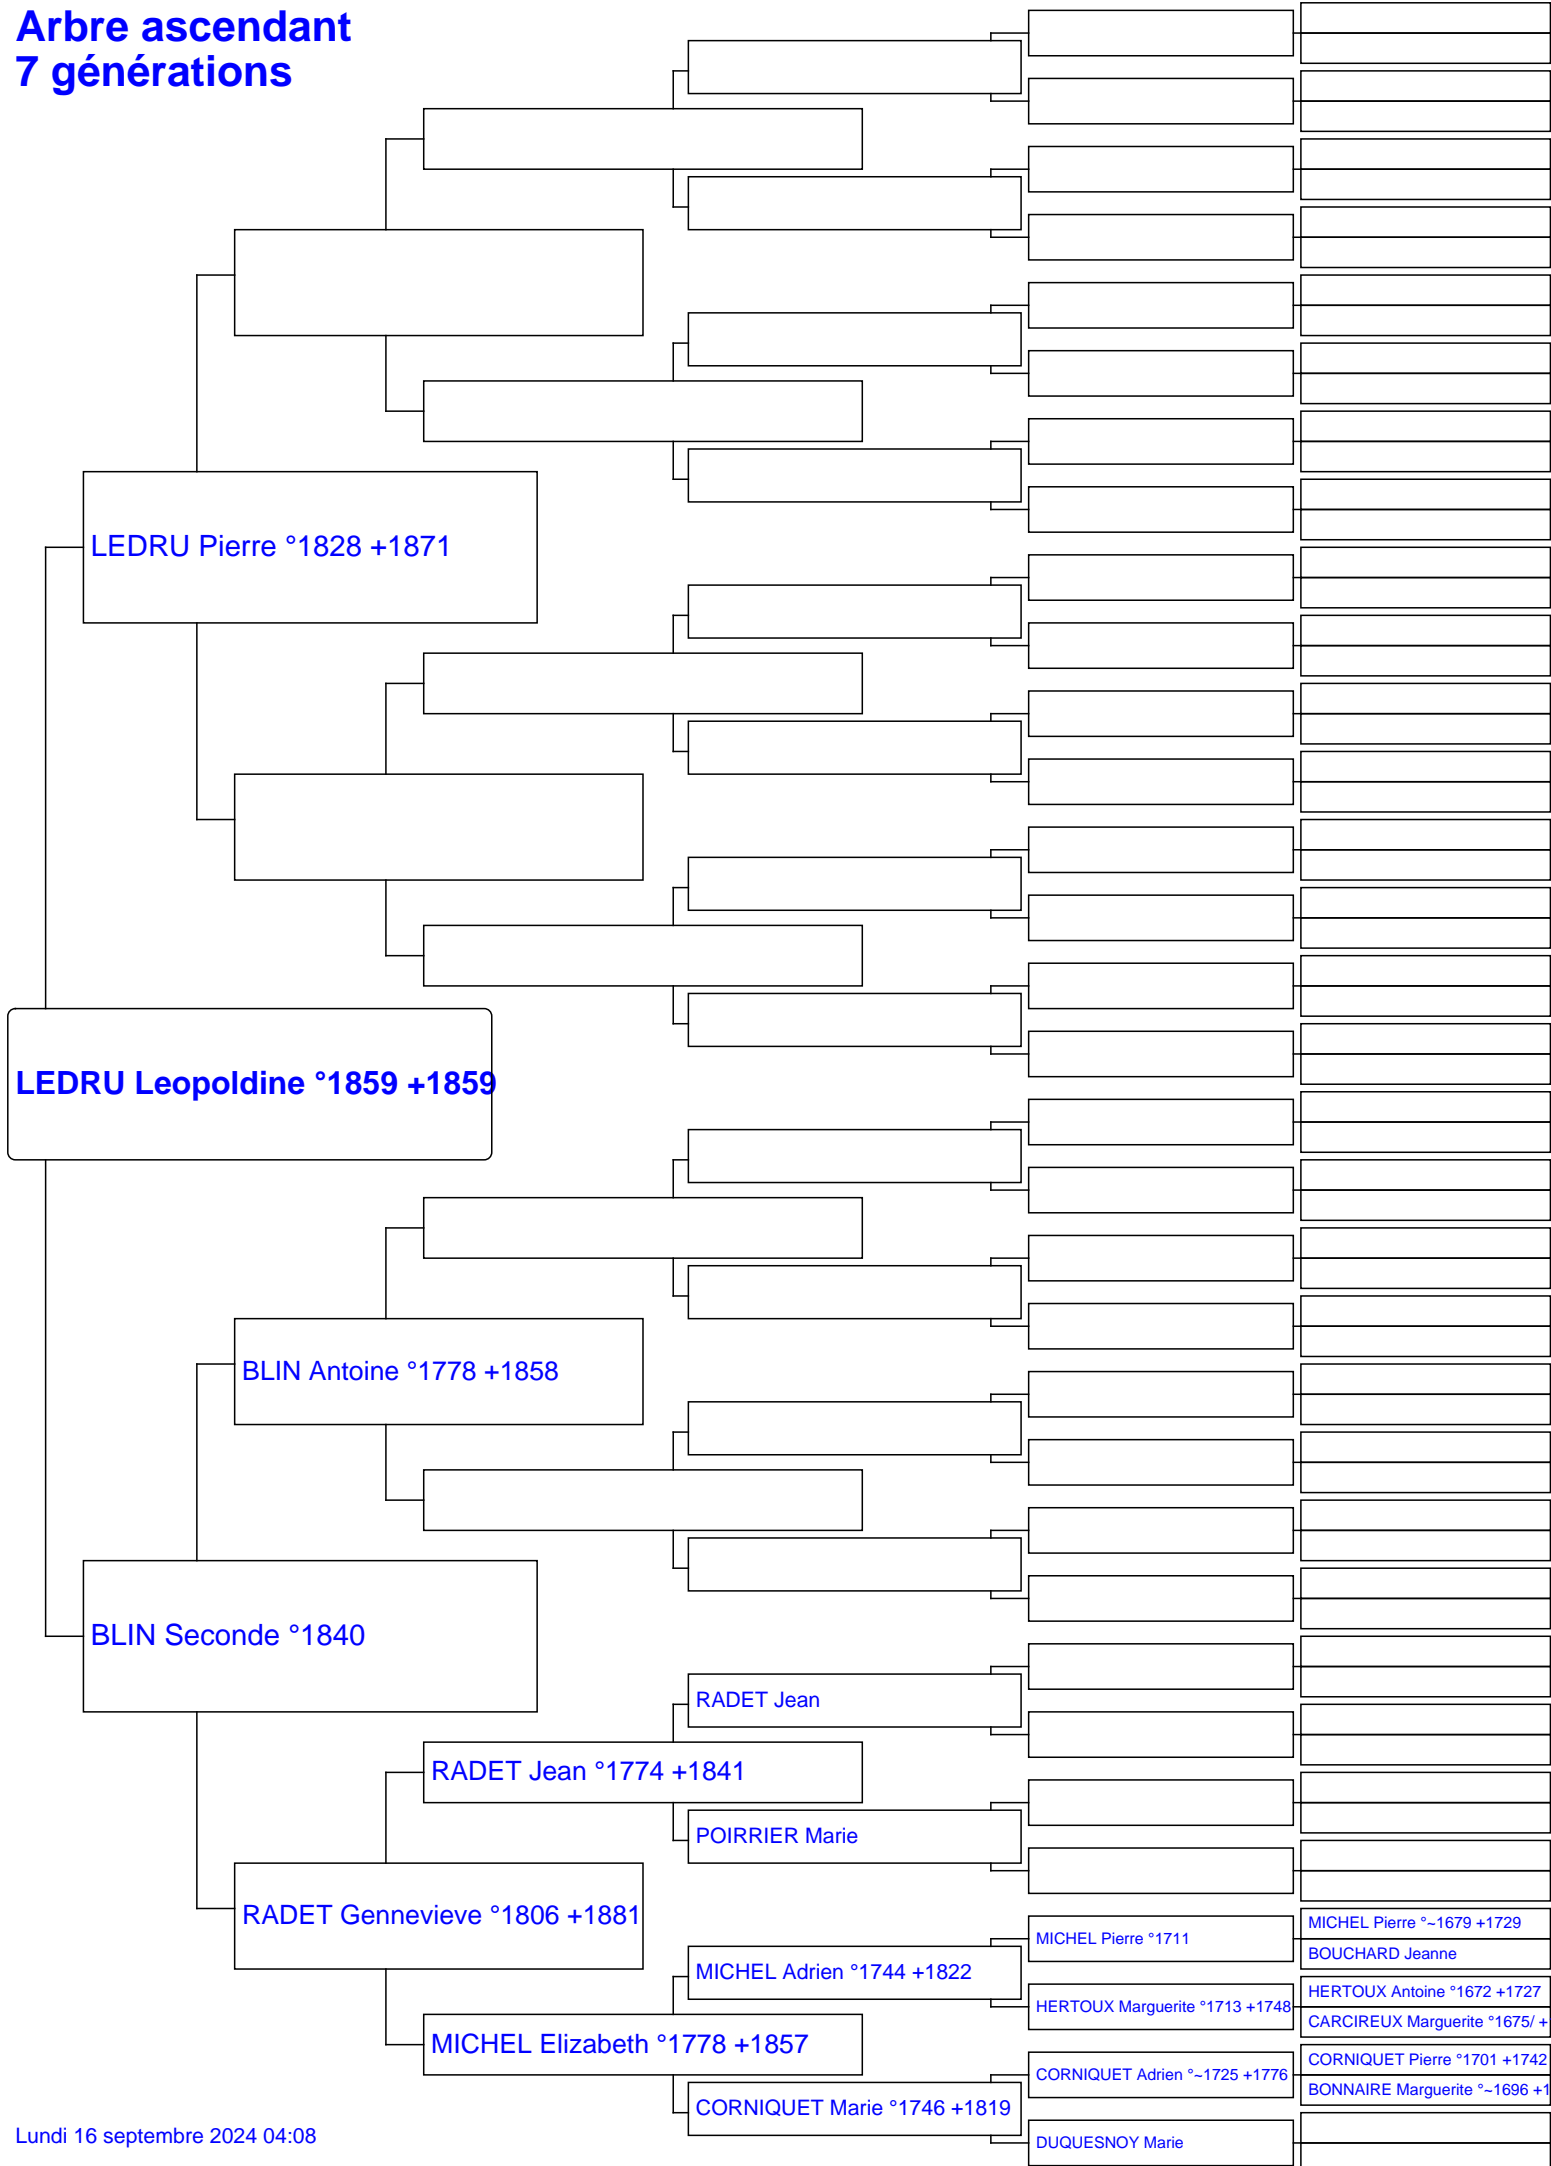 Arbre ascendant
7 générations
LEDRU Pierre °1828 +1871
LEDRU Leopoldine °1859 +1859
BLIN Antoine °1778 +1858
BLIN Seconde °1840
RADET Jean
RADET Jean °1774 +1841
POIRRIER Marie
RADET Gennevieve °1806 +1881
MICHEL Pierre °~1679 +1729
MICHEL Pierre °1711
BOUCHARD Jeanne
MICHEL Adrien °1744 +1822
HERTOUX Antoine °1672 +1727
HERTOUX Marguerite °1713 +1748
CARCIREUX Marguerite °1675/ +
MICHEL Elizabeth °1778 +1857
CORNIQUET Pierre °1701 +1742
CORNIQUET Adrien °~1725 +1776
BONNAIRE Marguerite °~1696 +1
CORNIQUET Marie °1746 +1819
DUQUESNOY Marie
Lundi 16 septembre 2024 04:08